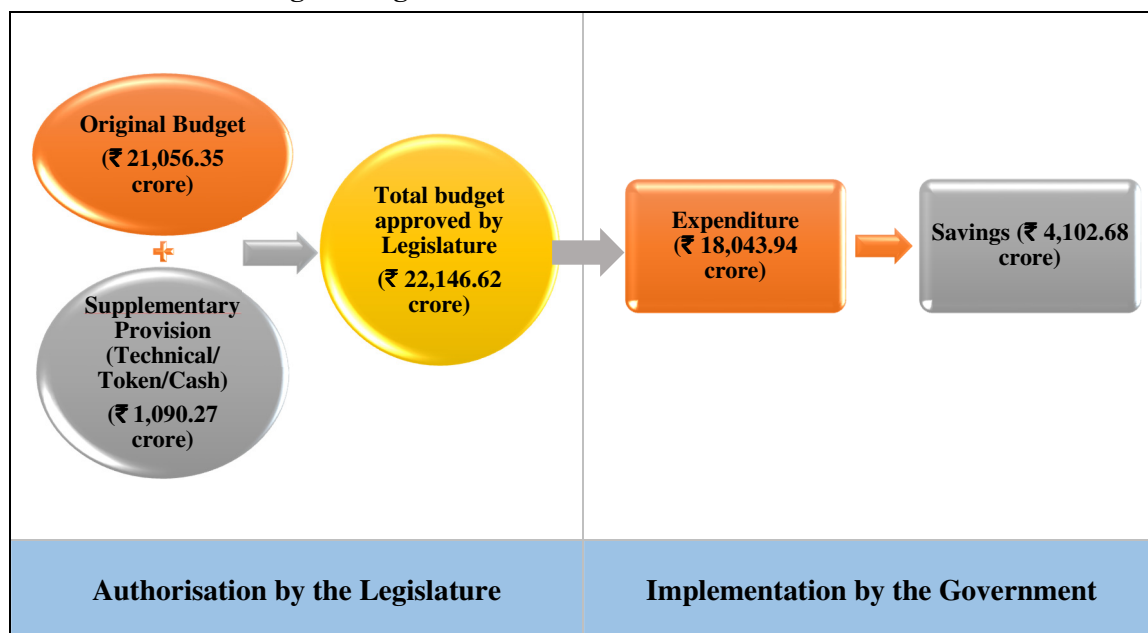 Original Budget
(₹ 21,056.35
crore)
Supplementary
Provision
(Technical/
Token/Cash)
(₹ 1,090.27
crore)
Total budget
approved by
Legislature
(₹ 22,146.62
crore)
Expenditure
(₹ 18,043.94
crore)
Savings (₹ 4,102.68
crore)
Authorisation by the Legislature
Implementation by the Government